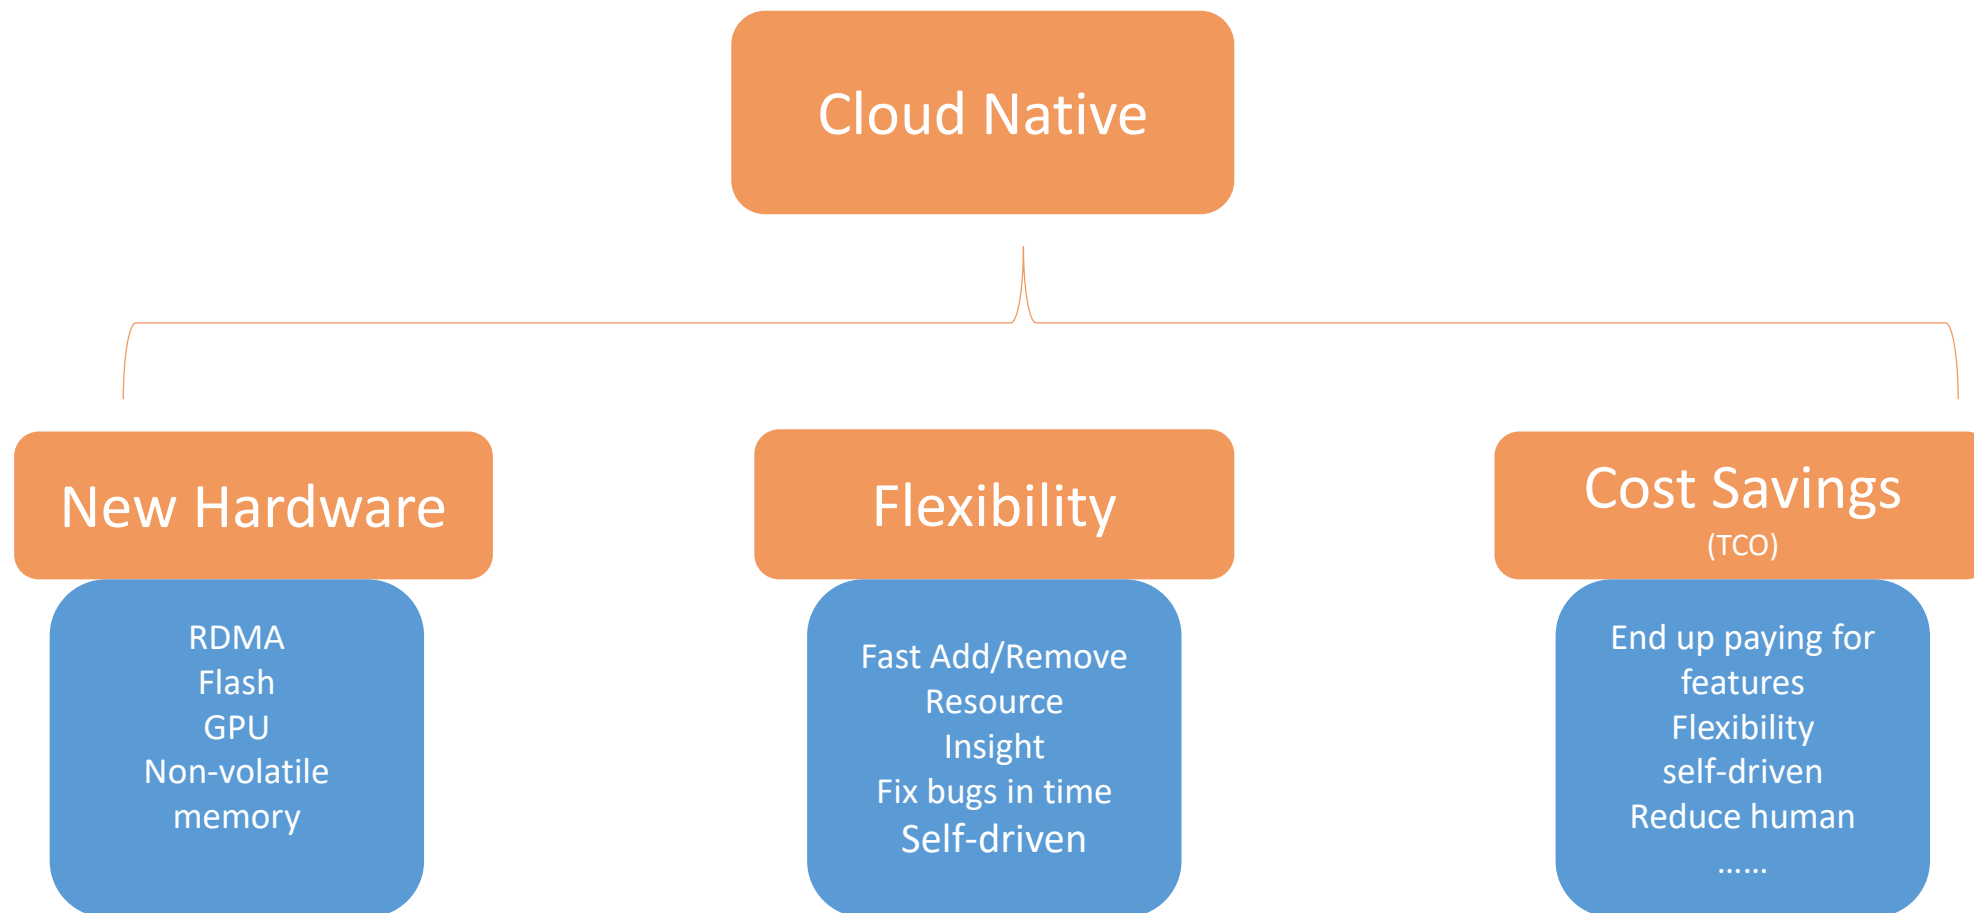 Cloud Native
New Hardware
RDMA
Flash
GPU
Non-volatile
memory
Flexibility
Fast Add/Remove
Resource
Insight
Fix bugs in time
Self-driven
Cost Savings
(TCO)
End up paying for
features
Flexibility
self-driven
Reduce human
......